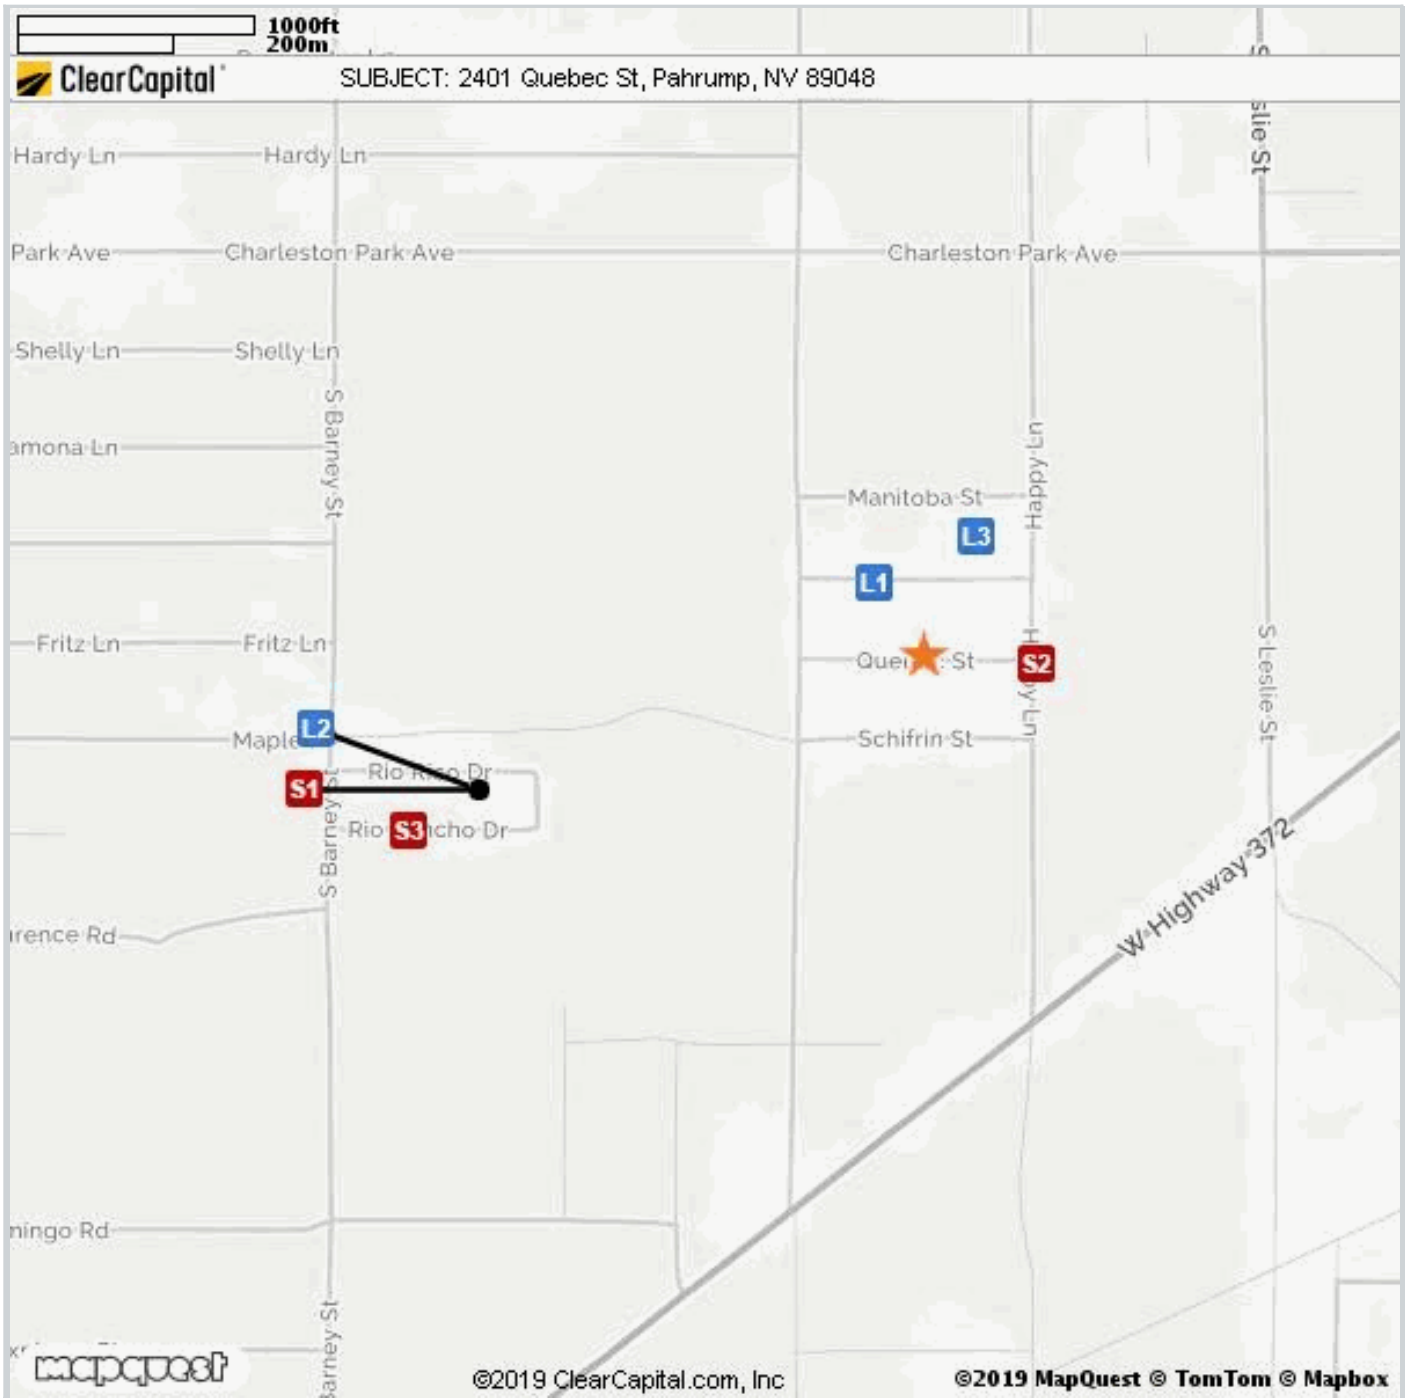 1000ft
200m
ClearCapital
SUBJECT: 2401 Quebec St, Pahrump, NV 89048
slie St
Hardy Ln
Hardy Ln
Park Ave
Charleston Park Ave
Charleston Park Ave
Shelly Ln
Shelly Ln
S Barney St
amona Ln
Happy Ln
Manitoba St
L3
L1
Fritz Ln
Fritz Ln
S Leslie St
St
S2
L2
Maple
Schifrin St
Rio Rico Dr
S1
S Barney St
Rio
S3
ncho Dr
W Highway 372
rence Rd
mingo Rd
Barney St
mapquest
©2019 ClearCapital.com, Inc
©2019 MapQuest © TomTom © Mapbox